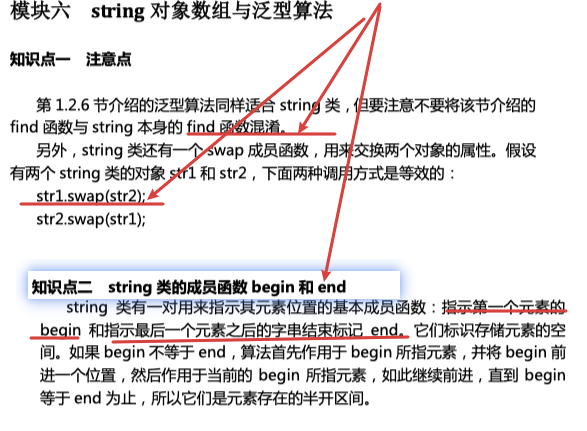 模块六 string 对象数组与泛型算法
知识点一 注意点
第 1.2.6 节介绍的泛型算法同样适合 string 类，但要注意不要将该节介绍的
find 函数与 string 本身的 find 函数混淆。
另外，string 类还有一个 swap 成员函数，用来交换两个对象的属性。假设
有两个 string 类的对象 str1 和 str2，下面两种调用方式是等效的：
str1.swap(str2);
str2.swap(str1);
知识点二 string 类的成员函数 begin 和 end
string 类有一对用来指示其元素位置的基本成员函数：指示第一个元素的
begin 和指示最后一个元素之后的字串结束标记 end。它们标识存储元素的空
间。如果 begin 不等于 end，算法首先作用于 begin 所指元素，并将 begin 前
进一个位置，然后作用于当前的 begin 所指元素，如此继续前进，直到 begin
等于 end 为止，所以它们是元素存在的半开区间。